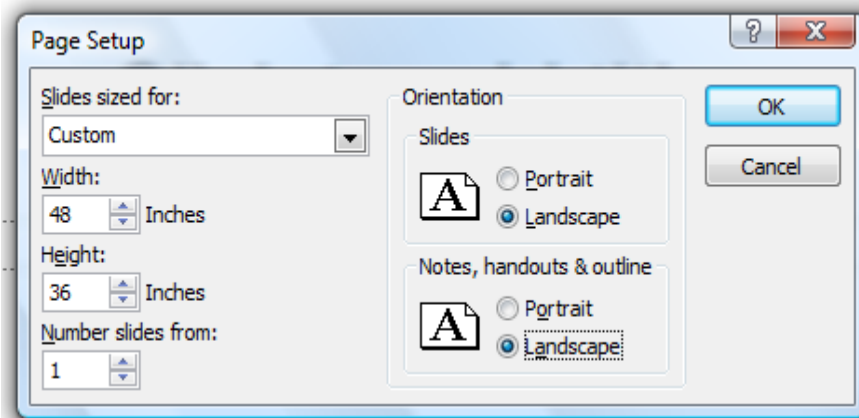 Page Setup
? X
Slides sized for:
Custom
Width:
48 Inches
Height:
36 Inches
Number slides from:
1
Orientation
Slides
A
Portrait
Landscape
Notes, handouts & outline
A
Portrait
Landscape
OK
Cancel